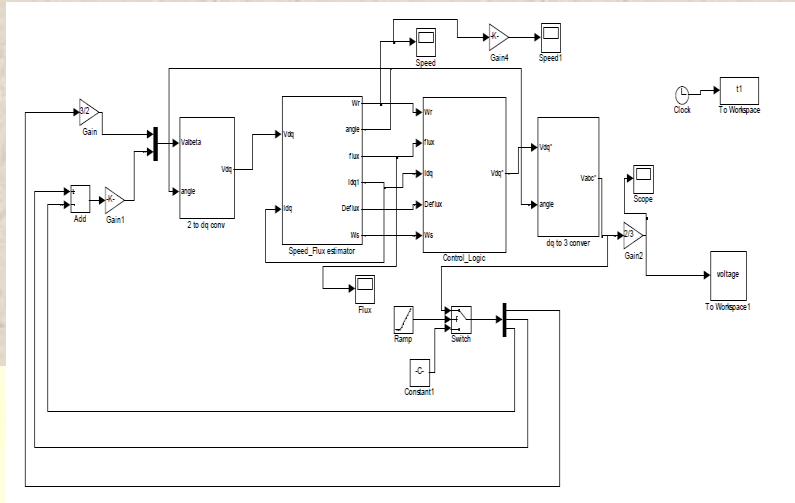 Speed
-K-
Gain4
Speed1
Clock
t1
To Workspace
3/2
Gain
Valbeta
Vdq
angle
2 to dq conv
+
+
Add
-K-
Gain1
Vdq
Idq
Wr
angle
flux
Idq1
Deflux
Ws
Speed_Flux estimator
Wr
flux
Idq
Deflux
Ws
Vdq*
Control_Logic
Vdq*
angle
Vabc*
dq to 3 conver
Scope
2/3
Gain2
voltage
To Workspace1
Flux
Ramp
Switch
-C-
Constant1